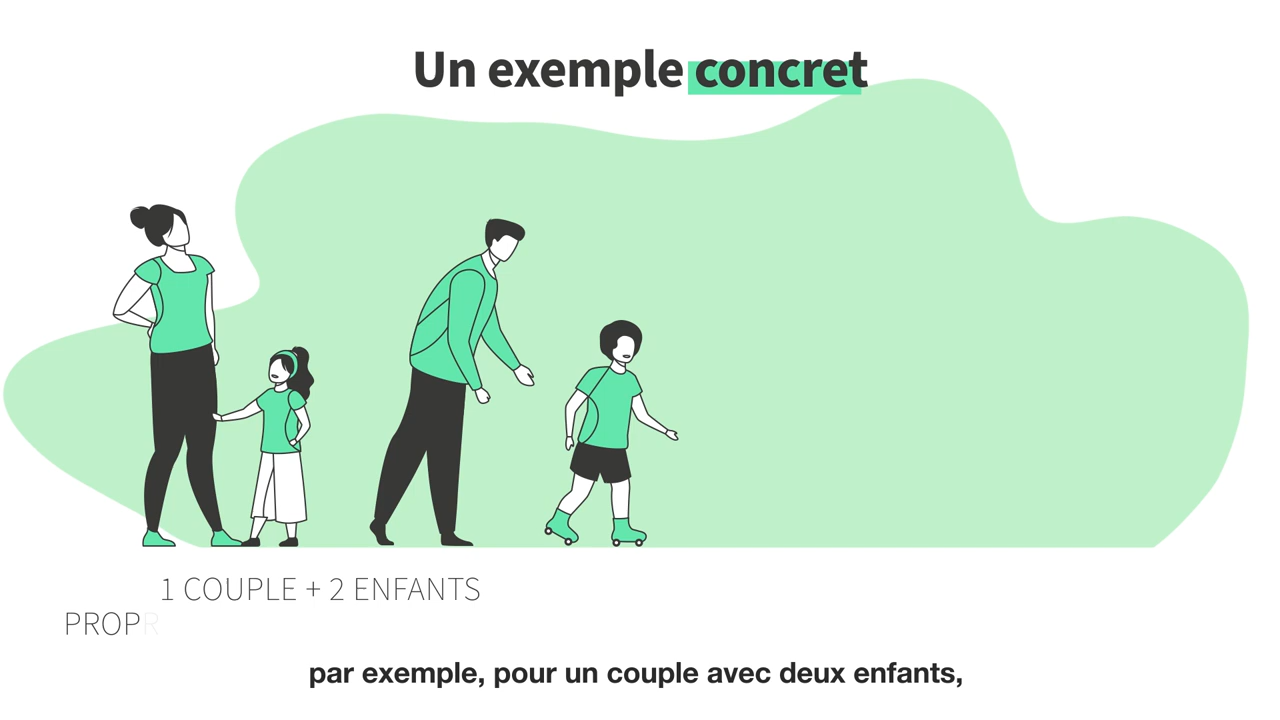 Un exemple concret
1 COUPLE + 2 ENFANTS
PROPR
par exemple, pour un couple avec deux enfants,